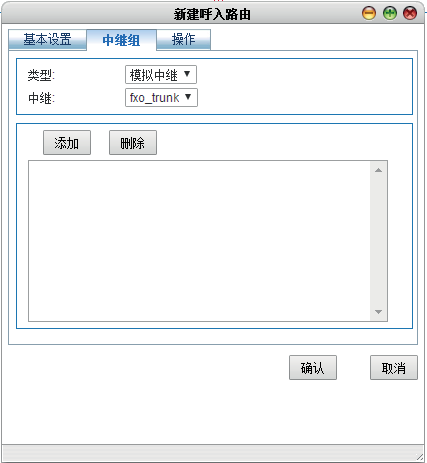 新建呼入路由
基本设置 中继组 操作
类型: 模拟中继
中继: fxo_trunk
添加 删除
确认 取消